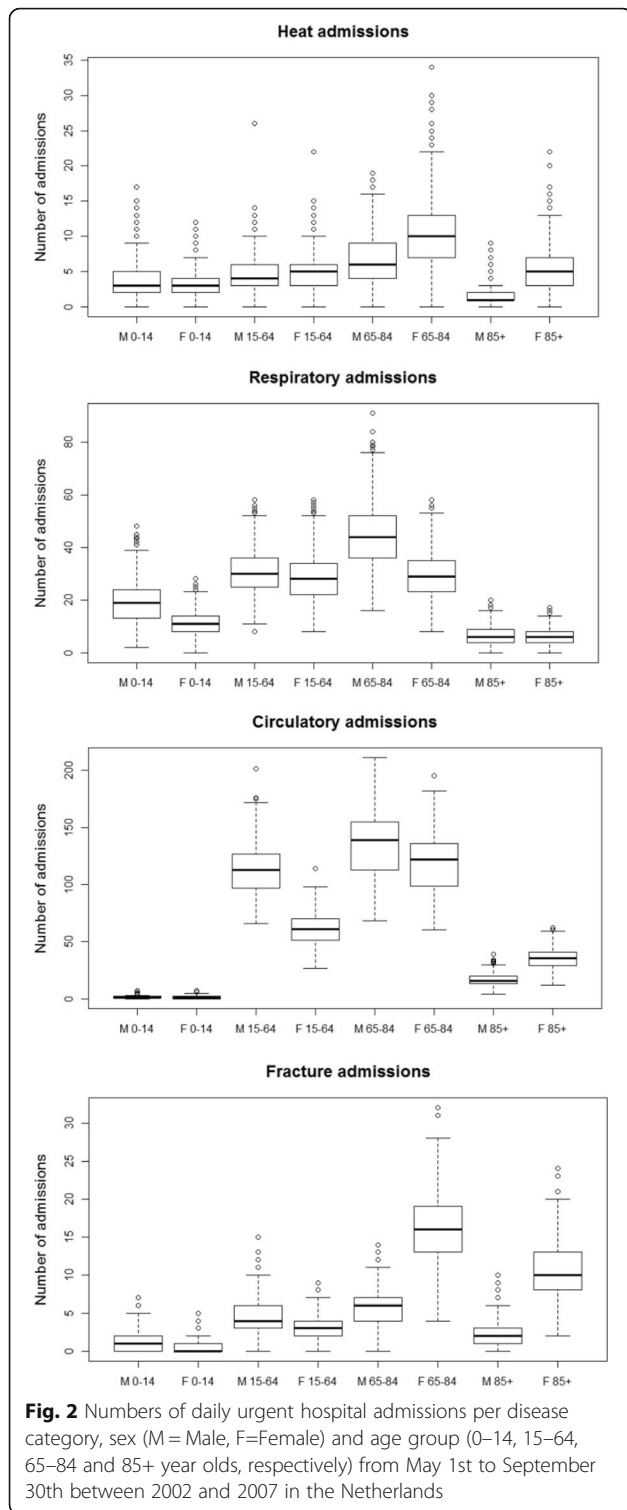 Heat admissions
Number of admissions
35
30
25
20
15
10
5
0
M 0-14 F 0-14 M 15-64 F 15-64 M 65-84 F 65-84 M 85+ F 85+
Respiratory admissions
Number of admissions
80
60
40
20
0
M 0-14 F 0-14 M 15-64 F 15-64 M 65-84 F 65-84 M 85+ F 85+
Circulatory admissions
Number of admissions
200
150
100
50
0
M 0-14 F 0-14 M 15-64 F 15-64 M 65-84 F 65-84 M 85+ F 85+
Fracture admissions
Number of admissions
30
25
20
15
10
5
0
M 0-14 F 0-14 M 15-64 F 15-64 M 65-84 F 65-84 M 85+ F 85+
Fig. 2 Numbers of daily urgent hospital admissions per disease
category, sex (M = Male, F=Female) and age group (0–14, 15–64,
65–84 and 85+ year olds, respectively) from May 1st to September
30th between 2002 and 2007 in the Netherlands